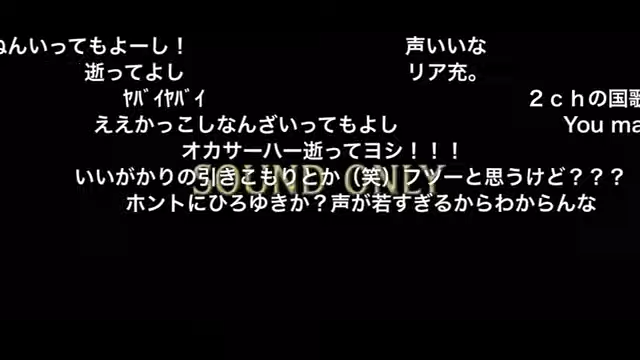 ねんいってもよーし！
声いいな
逝ってよし
リア充。
ﾔﾊﾞｲﾔﾊﾞｲ
２ｃｈの国歌
ええかっこしなんざいってもよし
You ma
オカサーハー逝ってヨシ！！！
SOUND ONLY
いいがかりの引きこもりとか（笑）フツーと思うけど？？？
ホントにひろゆきか？声が若すぎるからわからんな